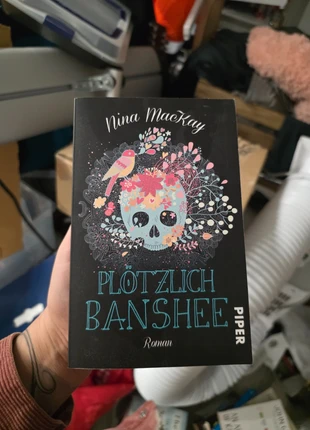 Nina MacKay
PLÖTZLICH
BANSHEE
Roman
PIPER